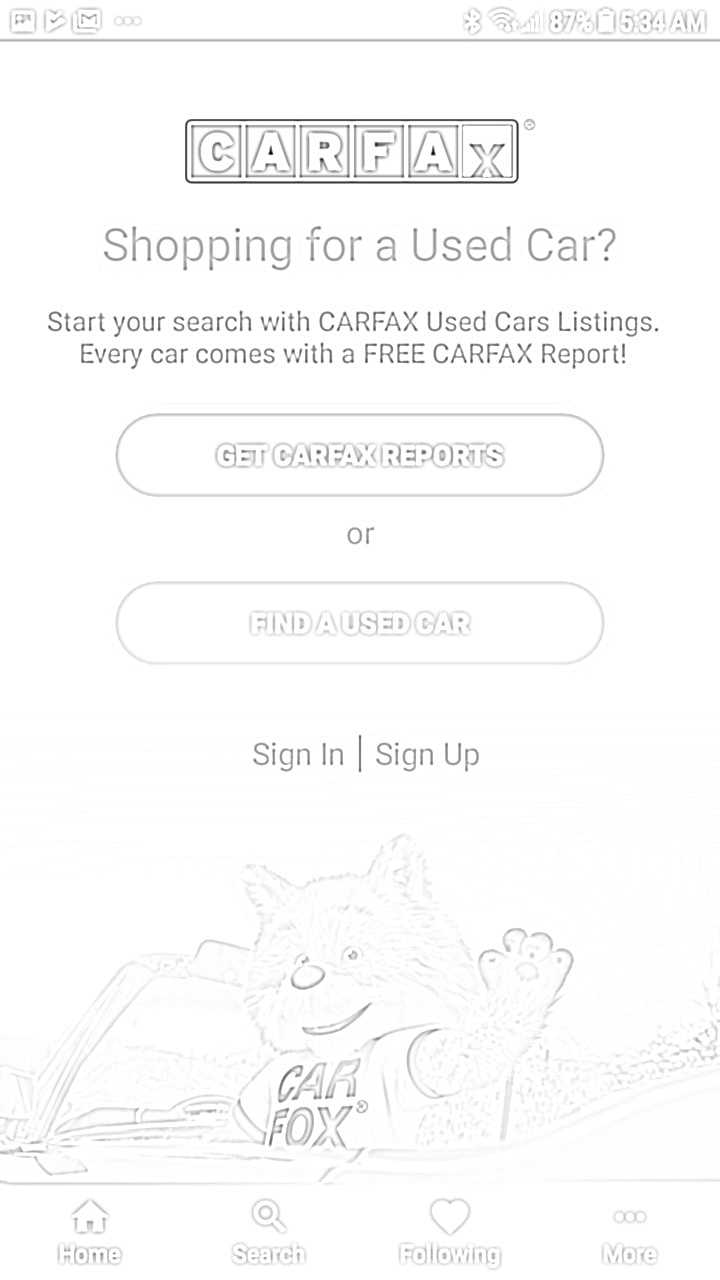 87% 5:34 AM
CARFAX®
Shopping for a Used Car?
Start your search with CARFAX Used Cars Listings.
Every car comes with a FREE CARFAX Report!
GET CARFAX REPORTS
or
FIND A USED CAR
Sign In | Sign Up
CAR
FOX®
Home Search Following More